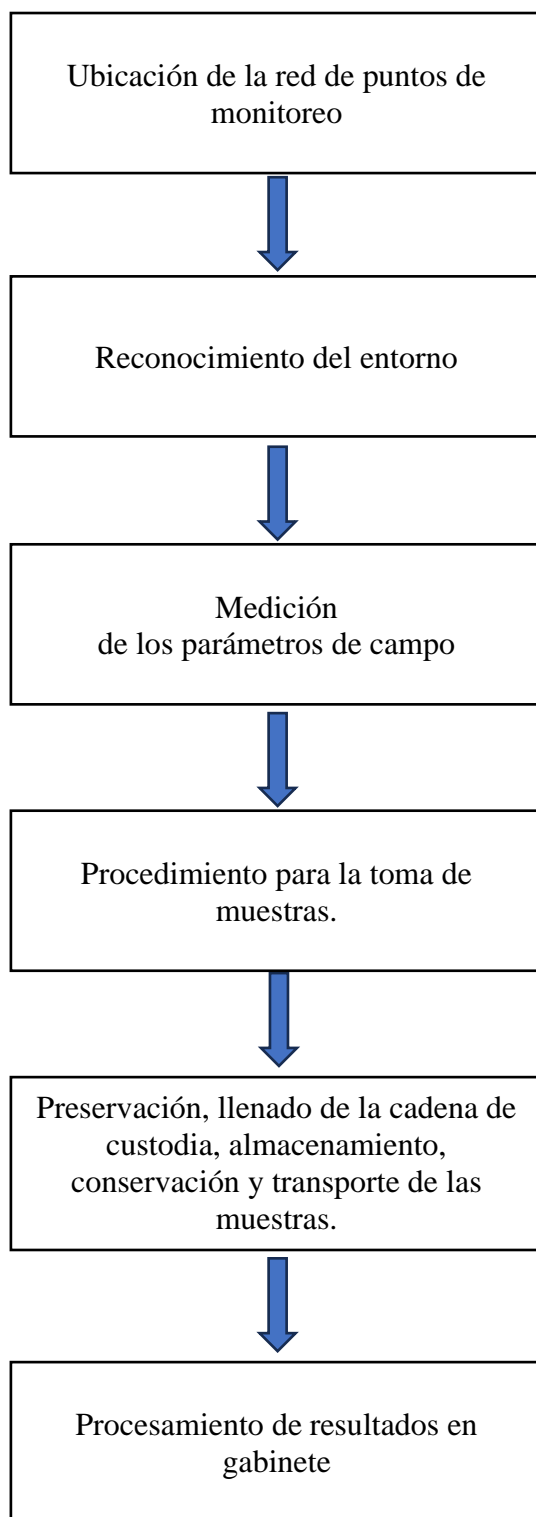 Ubicación de la red de puntos de
monitoreo
Reconocimiento del entorno
Medición
de los parámetros de campo
Procedimiento para la toma de
muestras.
Preservación, llenado de la cadena de
custodia, almacenamiento,
conservación y transporte de las
muestras.
Procesamiento de resultados en
gabinete